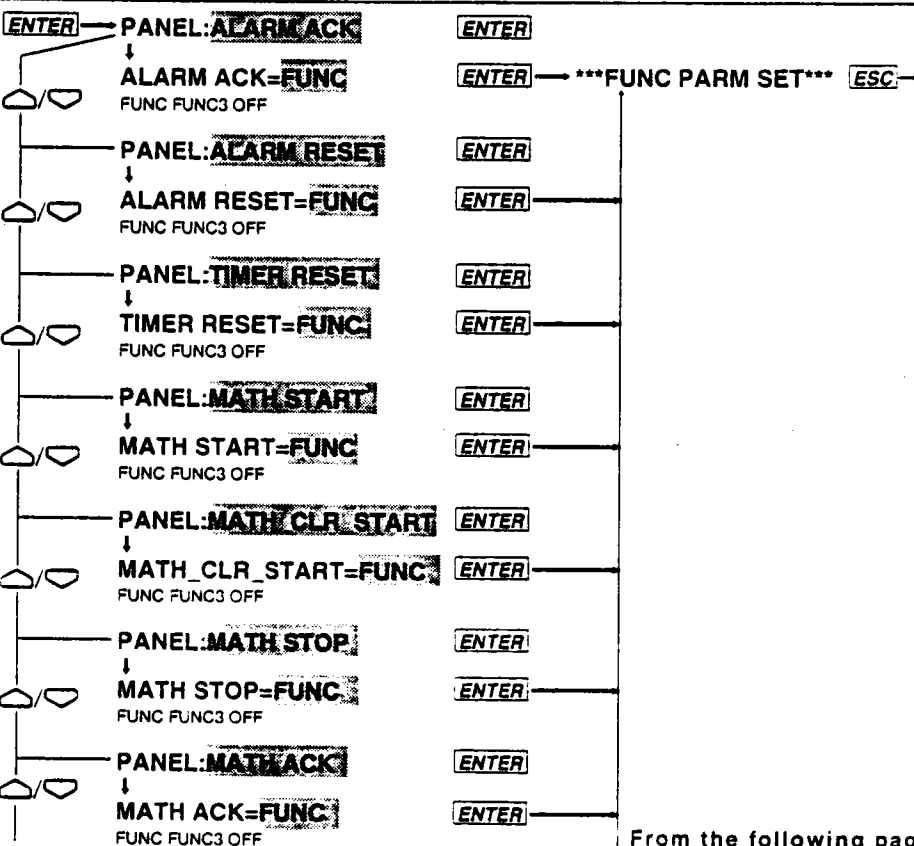 ENTER PANEL:ALARM ACK ENTER
ALARM ACK=FUNC ENTER ***FUNC PARM SET*** ESC
FUNC FUNC3 OFF
PANEL:ALARM RESET ENTER
ALARM RESET=FUNC ENTER
FUNC FUNC3 OFF
PANEL:TIMER RESET ENTER
TIMER RESET=FUNC ENTER
FUNC FUNC3 OFF
PANEL:MATH START ENTER
MATH START=FUNC ENTER
FUNC FUNC3 OFF
PANEL:MATH_CLR_START ENTER
MATH_CLR_START=FUNC ENTER
FUNC FUNC3 OFF
PANEL:MATH STOP ENTER
MATH STOP=FUNC ENTER
FUNC FUNC3 OFF
PANEL:MATH ACK ENTER
MATH ACK=FUNC ENTER
FUNC FUNC3 OFF
From the following pag